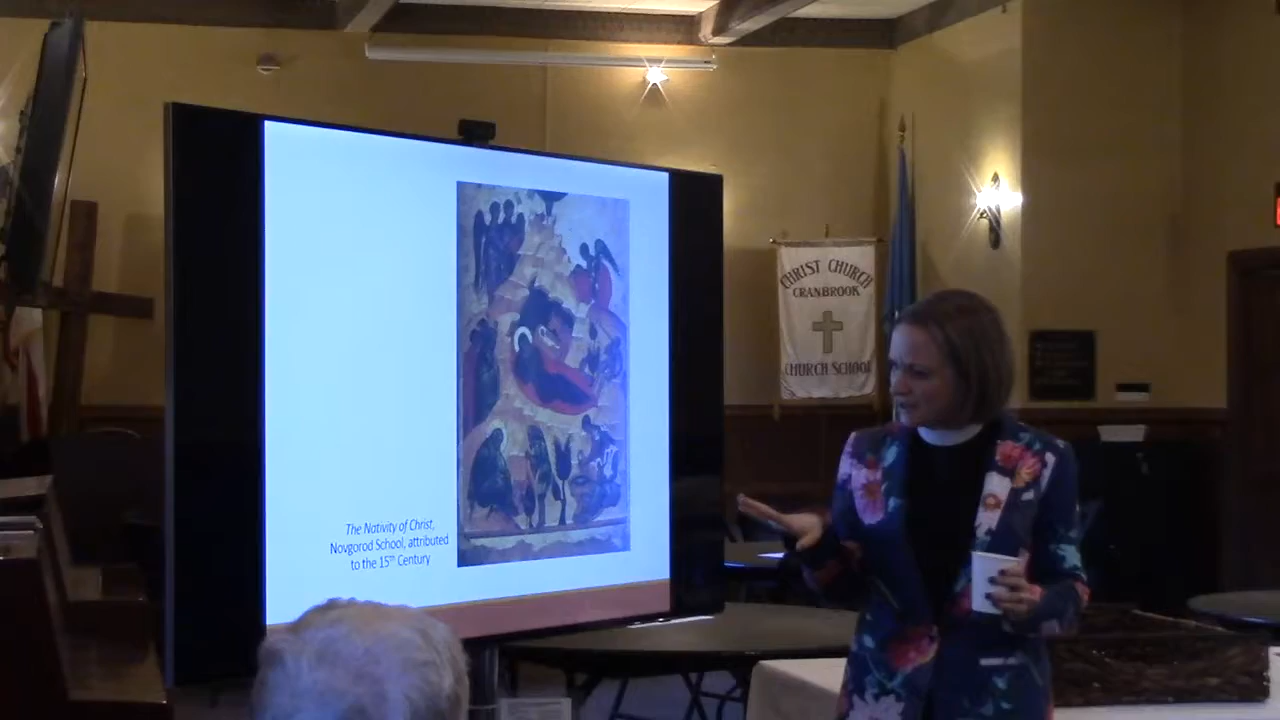 The Nativity of Christ,
Novgorod School, attributed
to the 15th Century
CHRIST CHURCH
CRANBROOK
CHURCH SCHOOL